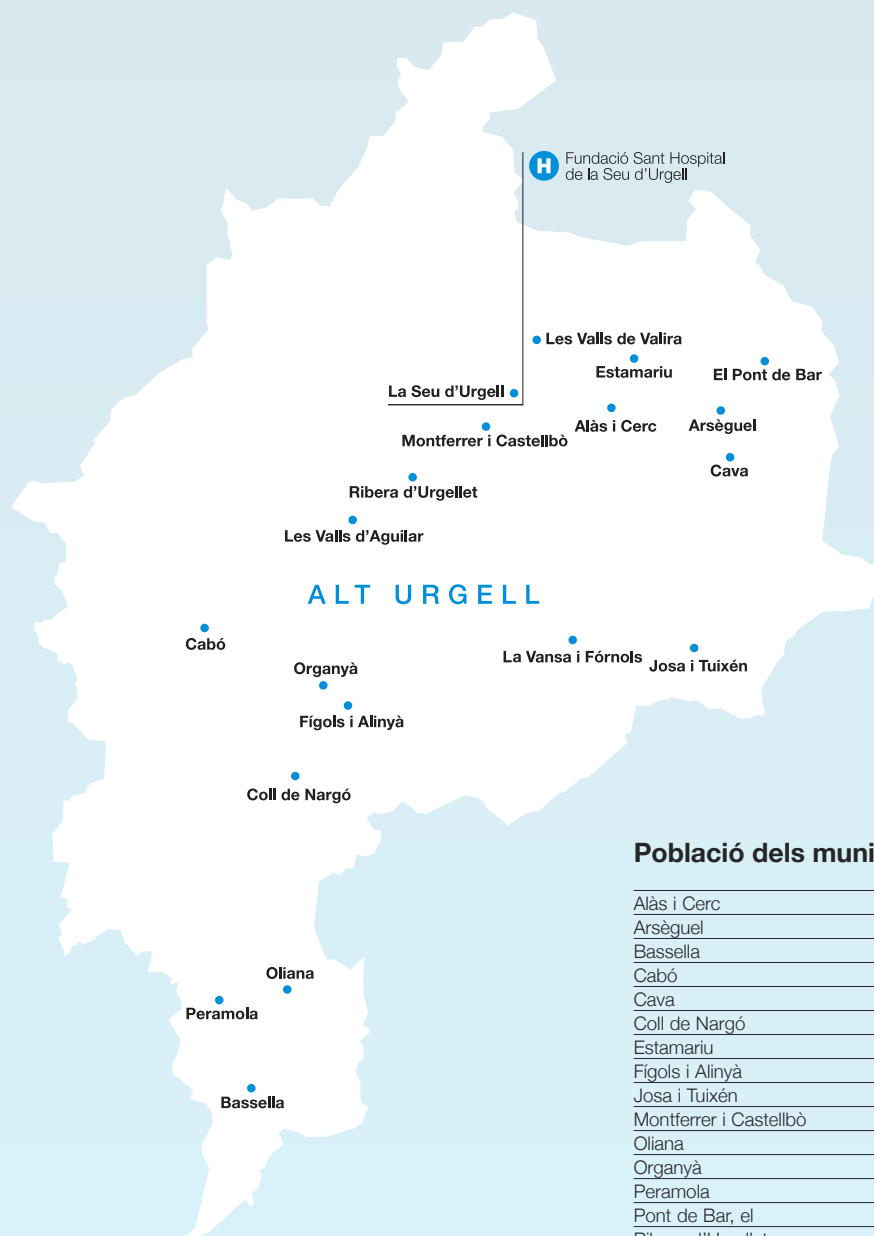 Fundació Sant Hospital
de la Seu d'Urgell
Les Valls de Valira
Estamariu
El Pont de Bar
La Seu d'Urgell
Alàs i Cerc
Arsèguel
Montferrer i Castellbò
Cava
Ribera d'Urgellet
Les Valls d'Aguilar
ALT URGELL
Cabó
La Vansa i Fórnols
Josa i Tuixén
Organyà
Fígols i Alinyà
Coll de Nargó
Oliana
Peramola
Bassella
Població dels muni
Alàs i Cerc
Arsèguel
Bassella
Cabó
Cava
Coll de Nargó
Estamariu
Fígols i Alinyà
Josa i Tuixén
Montferrer i Castellbò
Oliana
Organyà
Peramola
Pont de Bar, el